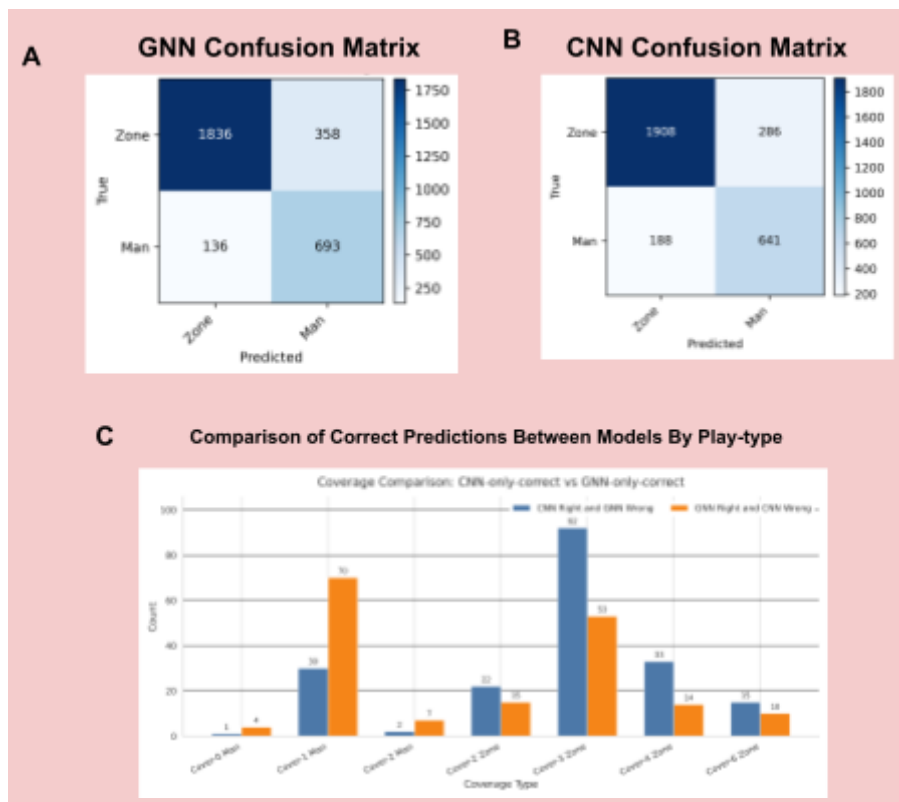 A
GNN Confusion Matrix
B
CNN Confusion Matrix
Zone
1836
358
Man
136
693
True
Zone
Man
Predicted
1750
1500
1250
1000
750
500
250
Zone
1908
286
Man
188
641
True
Zone
Man
Predicted
1800
1600
1400
1200
1000
800
600
400
200
C
Comparison of Correct Predictions Between Models By Play-type
Coverage Comparison: CNN-only-correct vs GNN-only-correct
CNN Right and GNN Wrong
GNN Right and CNN Wrong
Count
100
80
60
40
20
0
1
4
30
70
2
7
22
15
92
53
33
14
15
10
Cover-0 Man
Cover-1 Man
Cover-2 Man
Cover-2 Zone
Cover-3 Zone
Cover-4 Zone
Cover-6 Zone
Coverage Type